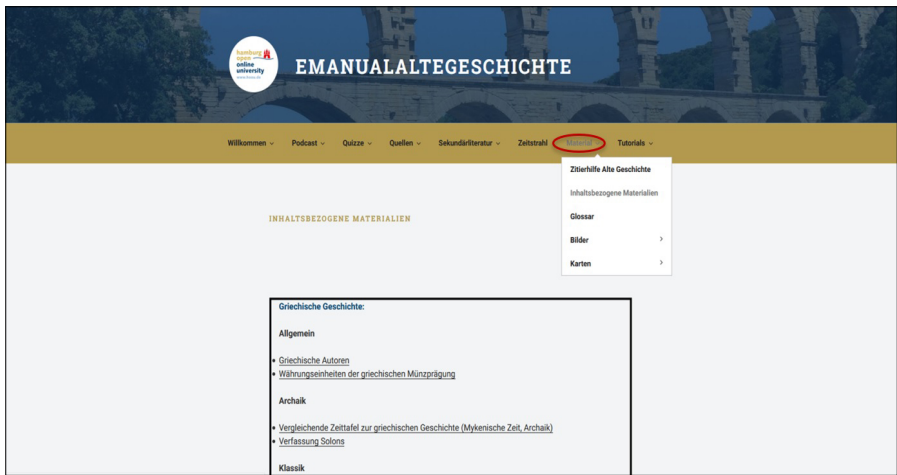 hamburg
open
online
university
EMANUALALTEGESCHICHTE
Willkommen Podcast Quizze Quellen Sekundärliteratur Zeitstrahl Material Tutorials
Zitierhilfe Alte Geschichte
Inhaltsbezogene Materialien
Glossar
Bilder
Karten
INHALTSBEZOGENE MATERIALIEN
Griechische Geschichte:
Allgemein
• Griechische Autoren
• Währungseinheiten der griechischen Münzprägung
Archaik
• Vergleichende Zeittafel zur griechischen Geschichte (Mykenische Zeit, Archaik)
• Verfassung Solons
Klassik